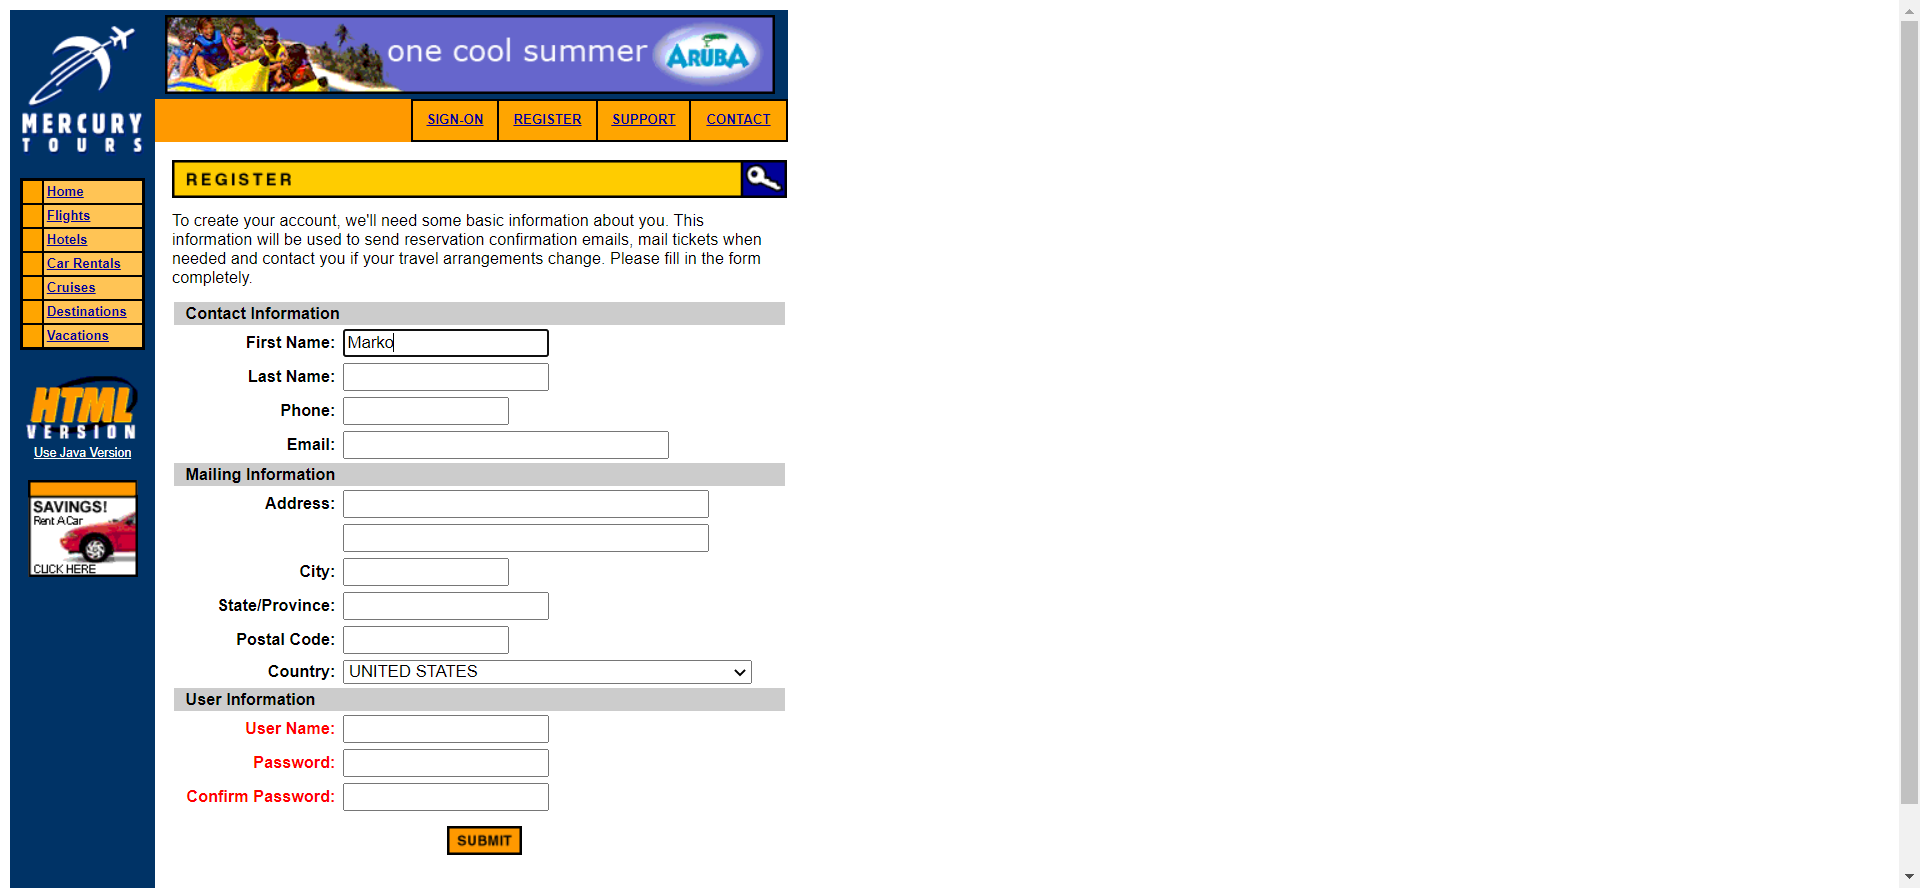 one cool summer ARUBA
MERCURY
TOURS
SIGN-ON REGISTER SUPPORT CONTACT
Home
Flights
Hotels
Car Rentals
Cruises
Destinations
Vacations
HTML
VERSION
Use Java Version
SAVINGS!
Rent A Car
CLICK HERE
REGISTER
To create your account, we'll need some basic information about you. This
information will be used to send reservation confirmation emails, mail tickets when
needed and contact you if your travel arrangements change. Please fill in the form
completely.
Contact Information
First Name: Marko
Last Name:
Phone:
Email:
Mailing Information
Address:
City:
State/Province:
Postal Code:
Country: UNITED STATES
User Information
User Name:
Password:
Confirm Password:
SUBMIT